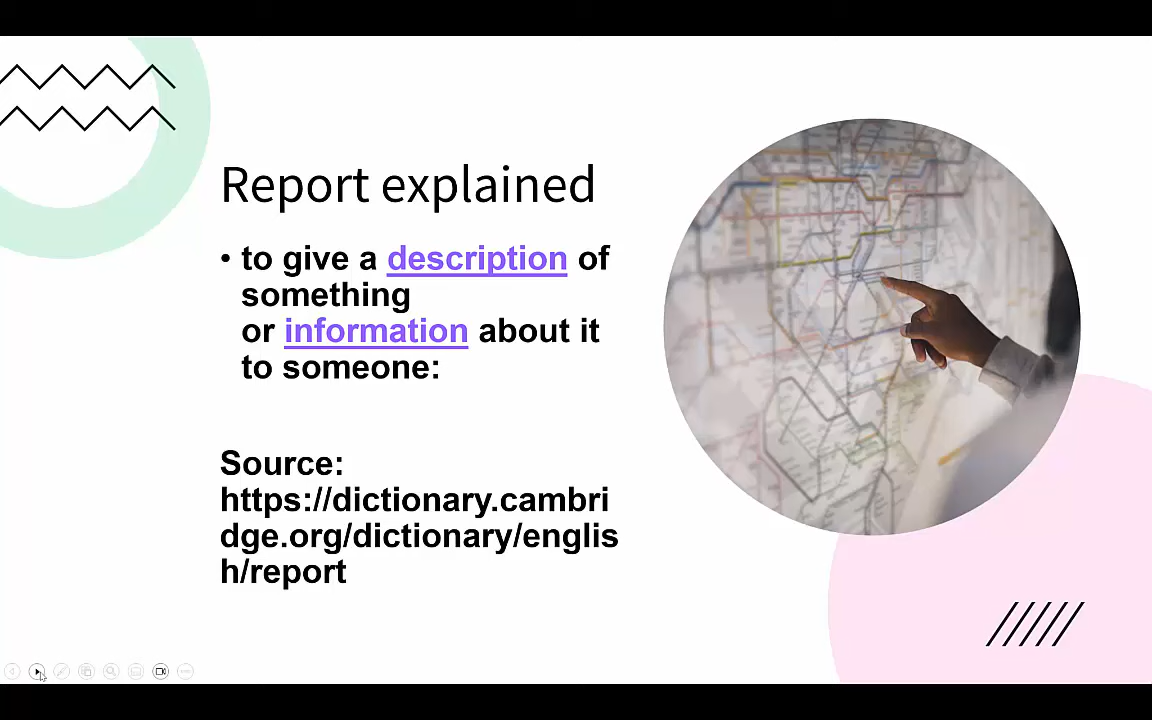 Report explained
• to give a description of
something
or information about it
to someone:
Source:
https://dictionary.cambri
dge.org/dictionary/englis
h/report